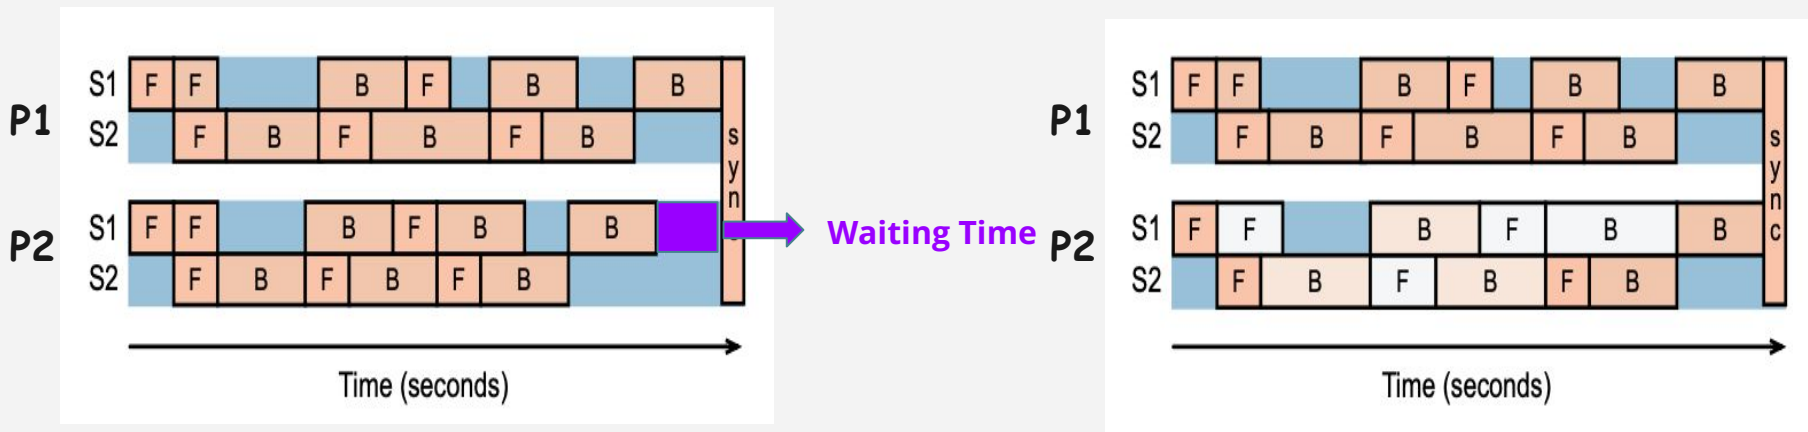 P1
S1 F F B F B B
S2 F B F B F B
P2
S1 F F B F B B
S2 F B F B F B
s
y
n
Time (seconds)
Waiting Time
P1
S1 F F B F B B
S2 F B F B F B
P2
S1 F F B F B B
S2 F B F B F B
s
y
n
c
Time (seconds)